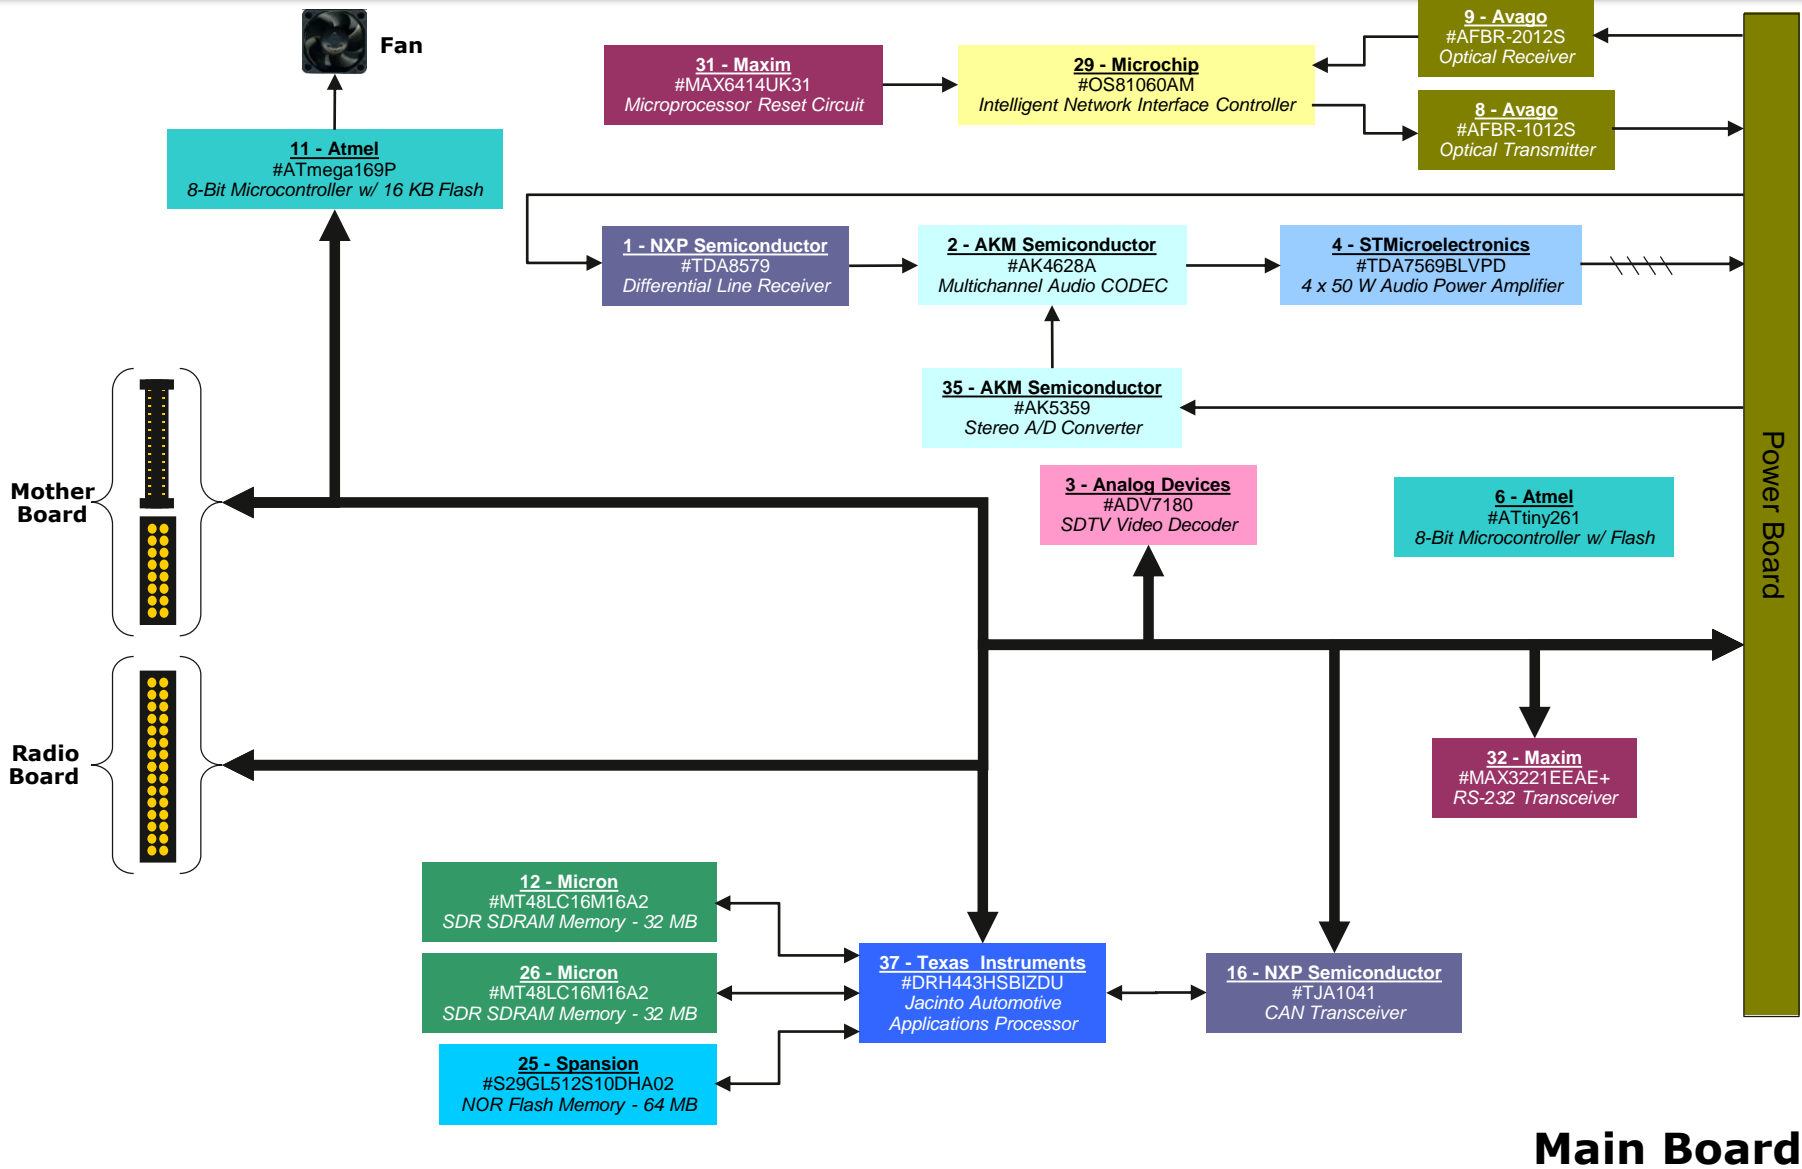 Fan
31 - Maxim
#MAX6414UK31
Microprocessor Reset Circuit
29 - Microchip
#OS81060AM
Intelligent Network Interface Controller
9 - Avago
#AFBR-2012S
Optical Receiver
8 - Avago
#AFBR-1012S
Optical Transmitter
11 - Atmel
#ATmega169P
8-Bit Microcontroller w/ 16 KB Flash
1 - NXP Semiconductor
#TDA8579
Differential Line Receiver
2 - AKM Semiconductor
#AK4628A
Multichannel Audio CODEC
4 - STMicroelectronics
#TDA7569BLVPD
4 x 50 W Audio Power Amplifier
35 - AKM Semiconductor
#AK5359
Stereo A/D Converter
Power Board
Mother
Board
3 - Analog Devices
#ADV7180
SDTV Video Decoder
6 - Atmel
#ATtiny261
8-Bit Microcontroller w/ Flash
Radio
Board
32 - Maxim
#MAX3221EEAE+
RS-232 Transceiver
12 - Micron
#MT48LC16M16A2
SDR SDRAM Memory - 32 MB
26 - Micron
#MT48LC16M16A2
SDR SDRAM Memory - 32 MB
37 - Texas Instruments
#DRH443HSBIZDU
Jacinto Automotive
Applications Processor
16 - NXP Semiconductor
#TJA1041
CAN Transceiver
25 - Spansion
#S29GL512S10DHA02
NOR Flash Memory - 64 MB
Main Board